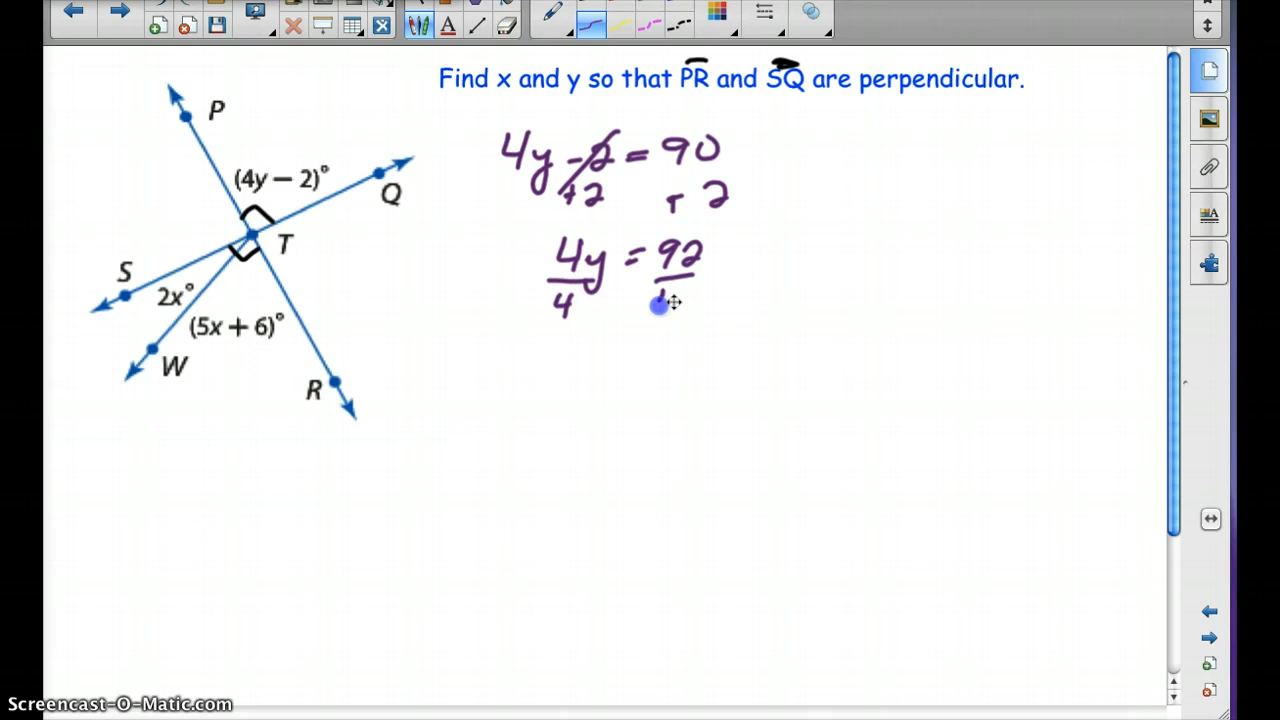 Find x and y so that PR and SQ are perpendicular.
P
(4y − 2)°
Q
T
S
2x°
(5x + 6)°
W
R
4y - 2 = 90
+2 + 2
4y = 92
4
Screencast-O-Matic.com